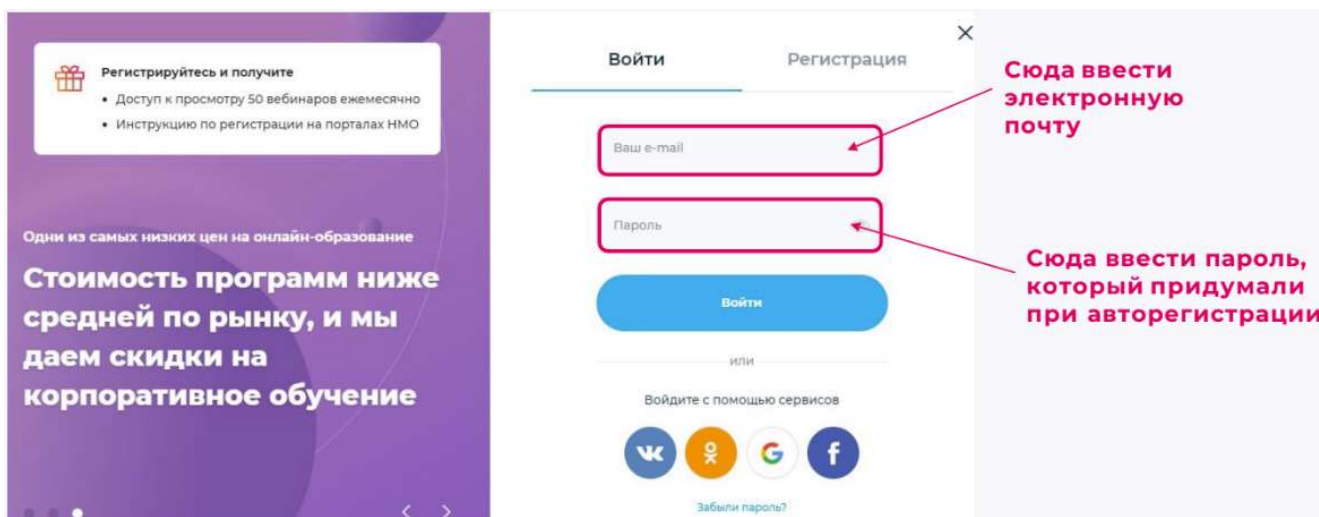 Регистрируйтесь и получите
• Доступ к просмотру 50 вебинаров ежемесячно
• Инструкцию по регистрации на порталах НМО
Одни из самых низких цен на онлайн-образование
Стоимость программ ниже
средней по рынку, и мы
даем скидки на
корпоративное обучение
Войти
Регистрация
Ваш e-mail
Пароль
Войти
или
Войдите с помощью сервисов
Забыли пароль?
Сюда ввести
электронную
почту
Сюда ввести пароль,
который придумали
при авторегистрации